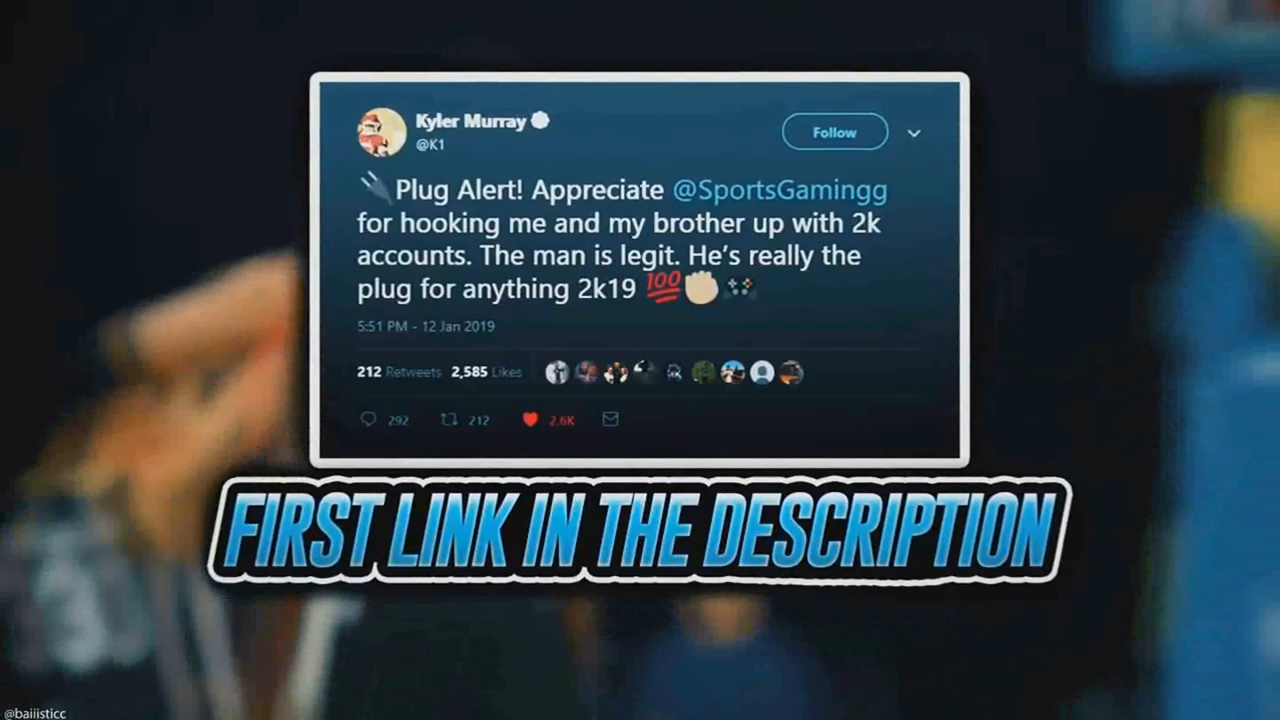 Kyler Murray
@K1
Follow
Plug Alert! Appreciate @SportsGamingg
for hooking me and my brother up with 2k
accounts. The man is legit. He's really the
plug for anything 2k19 💯
5:51 PM - 12 Jan 2019
212 Retweets 2,585 Likes
292 212 2.6K
FIRST LINK IN THE DESCRIPTION
@baiiisticc